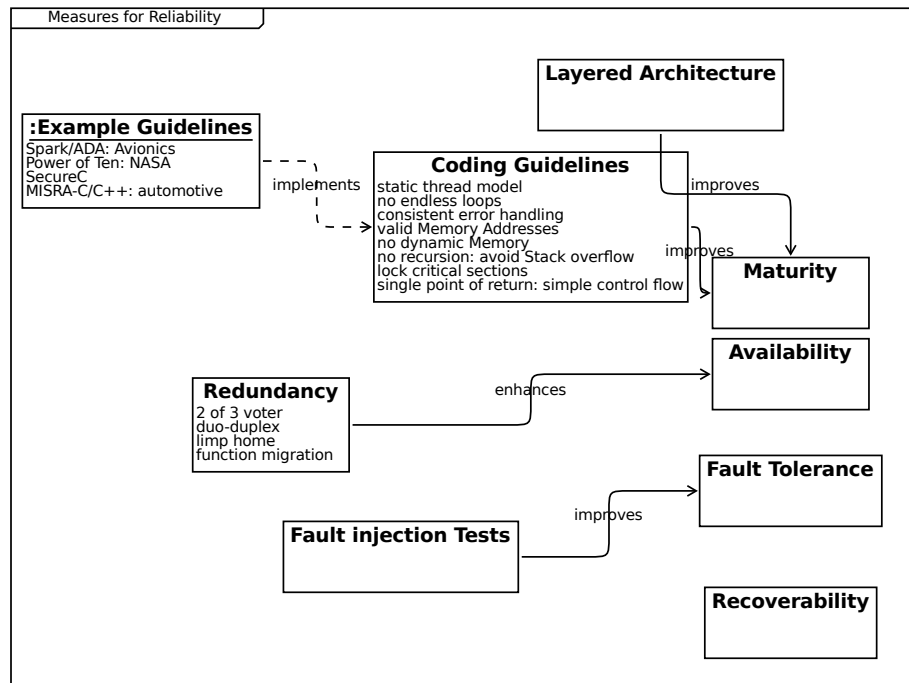 Measures for Reliability
Layered Architecture
:Example Guidelines
Spark/ADA: Avionics
Power of Ten: NASA
SecureC
MISRA-C/C++: automotive
implements
Coding Guidelines
static thread model
no endless loops
consistent error handling
valid Memory Addresses
no dynamic Memory
no recursion: avoid Stack overflow
lock critical sections
single point of return: simple control flow
improves
improves
Maturity
Availability
Redundancy
2 of 3 voter
duo-duplex
limp home
function migration
enhances
Fault Tolerance
Fault injection Tests
improves
Recoverability